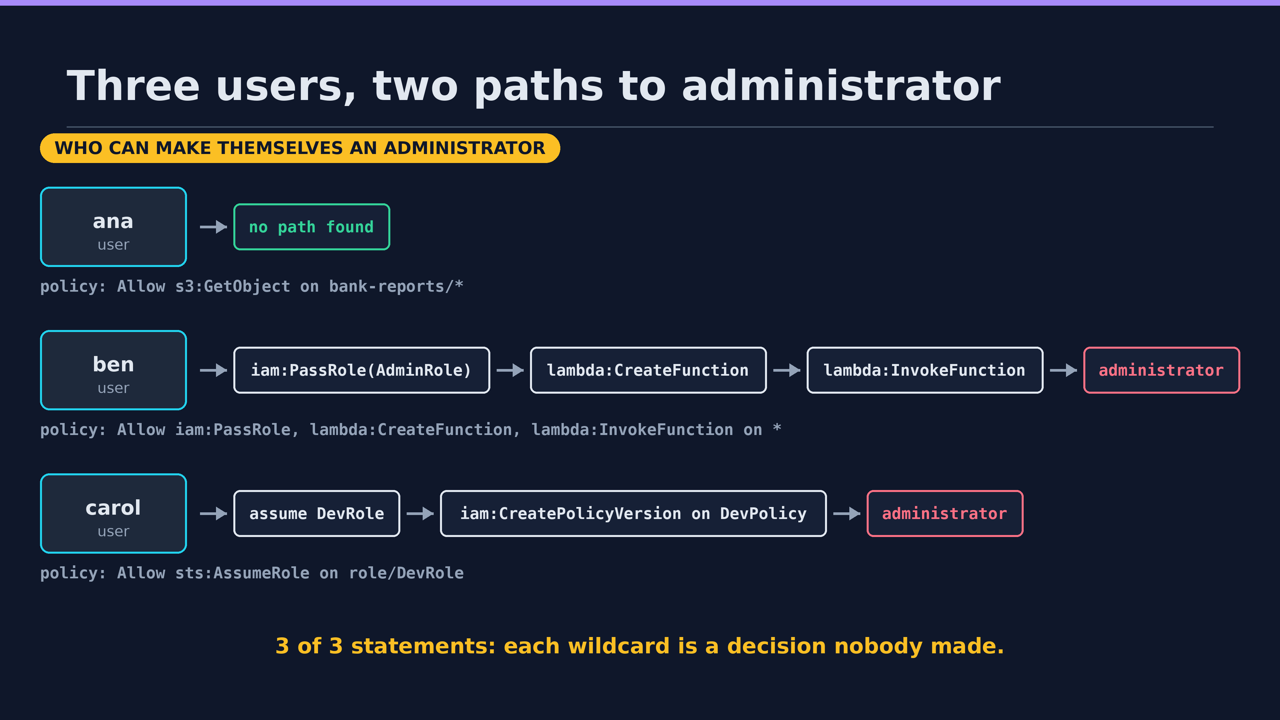 Three users, two paths to administrator
WHO CAN MAKE THEMSELVES AN ADMINISTRATOR
ana
user
no path found
policy: Allow s3:GetObject on bank-reports/*
ben
user
iam:PassRole(AdminRole)
lambda:CreateFunction
lambda:InvokeFunction
administrator
policy: Allow iam:PassRole, lambda:CreateFunction, lambda:InvokeFunction on *
carol
user
assume DevRole
iam:CreatePolicyVersion on DevPolicy
administrator
policy: Allow sts:AssumeRole on role/DevRole
3 of 3 statements: each wildcard is a decision nobody made.